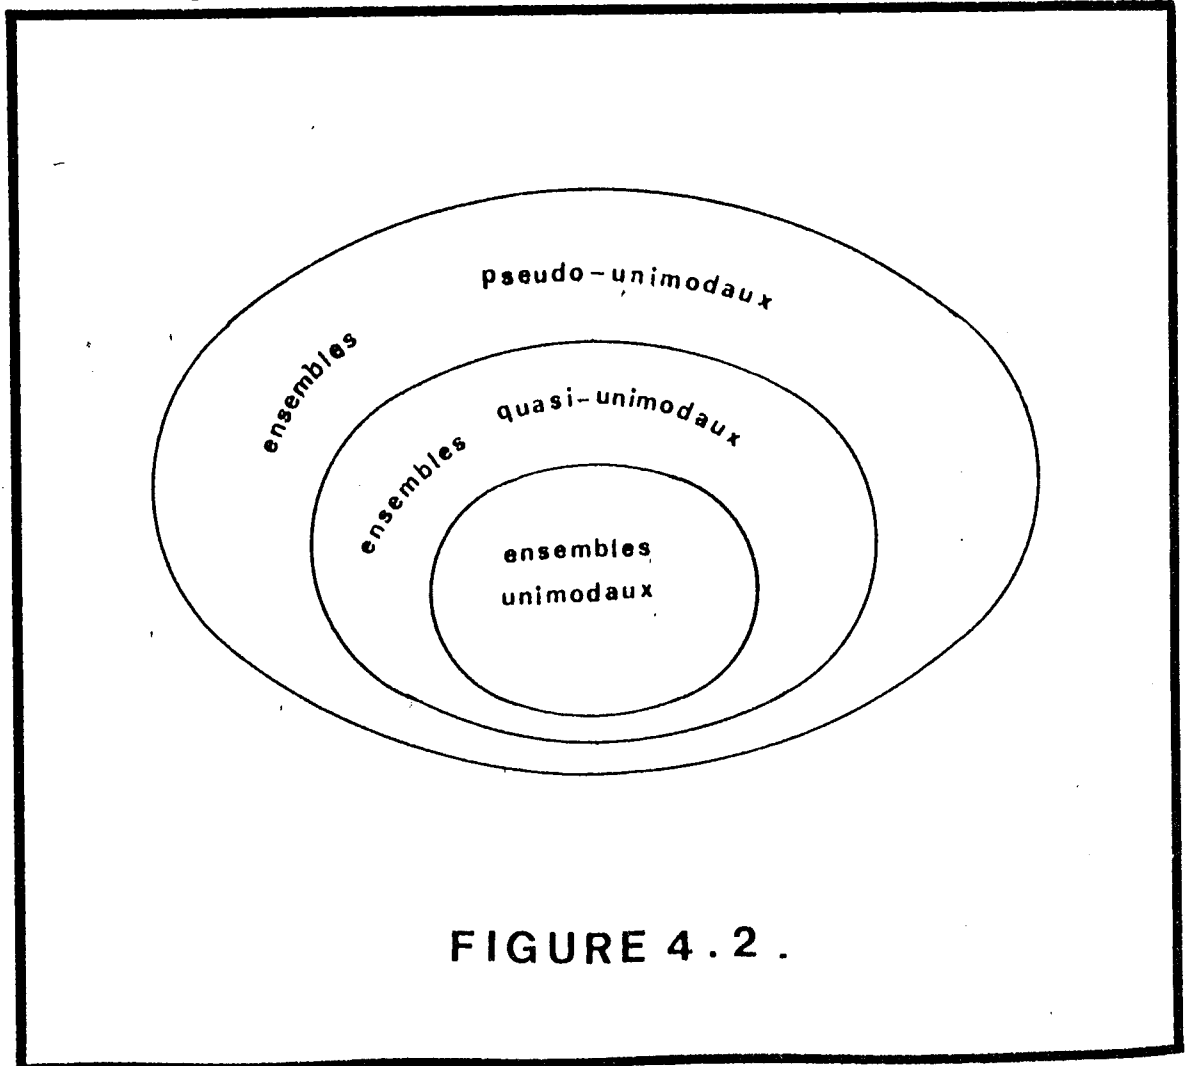 ensembles pseudo-unimodaux
ensembles quasi-unimodaux
ensembles
unimodaux
FIGURE 4.2.